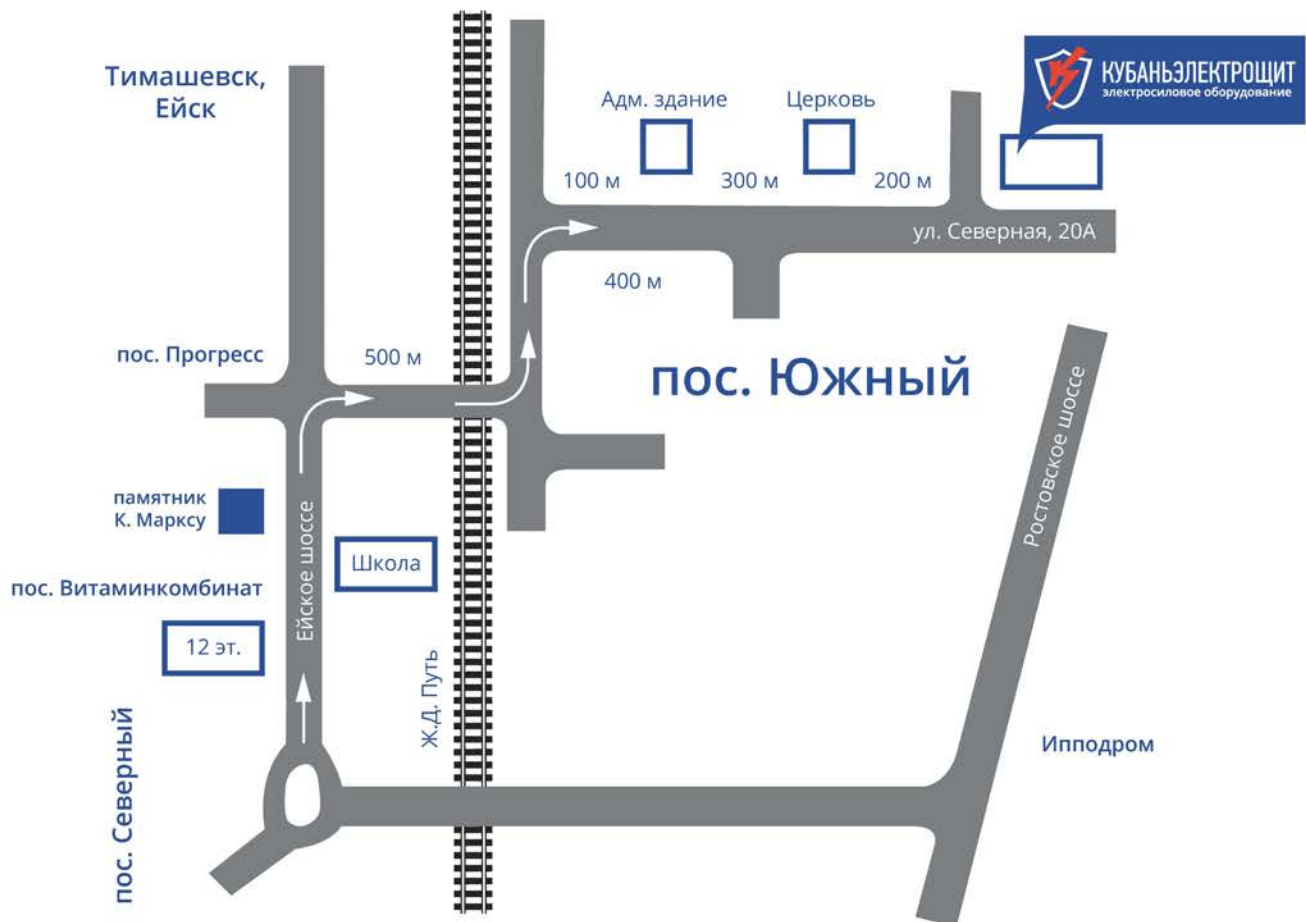 КУБАНЬЭЛЕКТРОЩИТ
электросиловое оборудование
Тимашевск,
Ейск
Адм. здание
Церковь
100 м
300 м
200 м
ул. Северная, 20А
400 м
пос. Прогресс
500 м
пос. Южный
Ростовское шоссе
памятник
К. Марксу
Ейское шоссе
Школа
пос. Витаминкомбинат
12 эт.
Ж.Д. Путь
пос. Северный
Ипподром